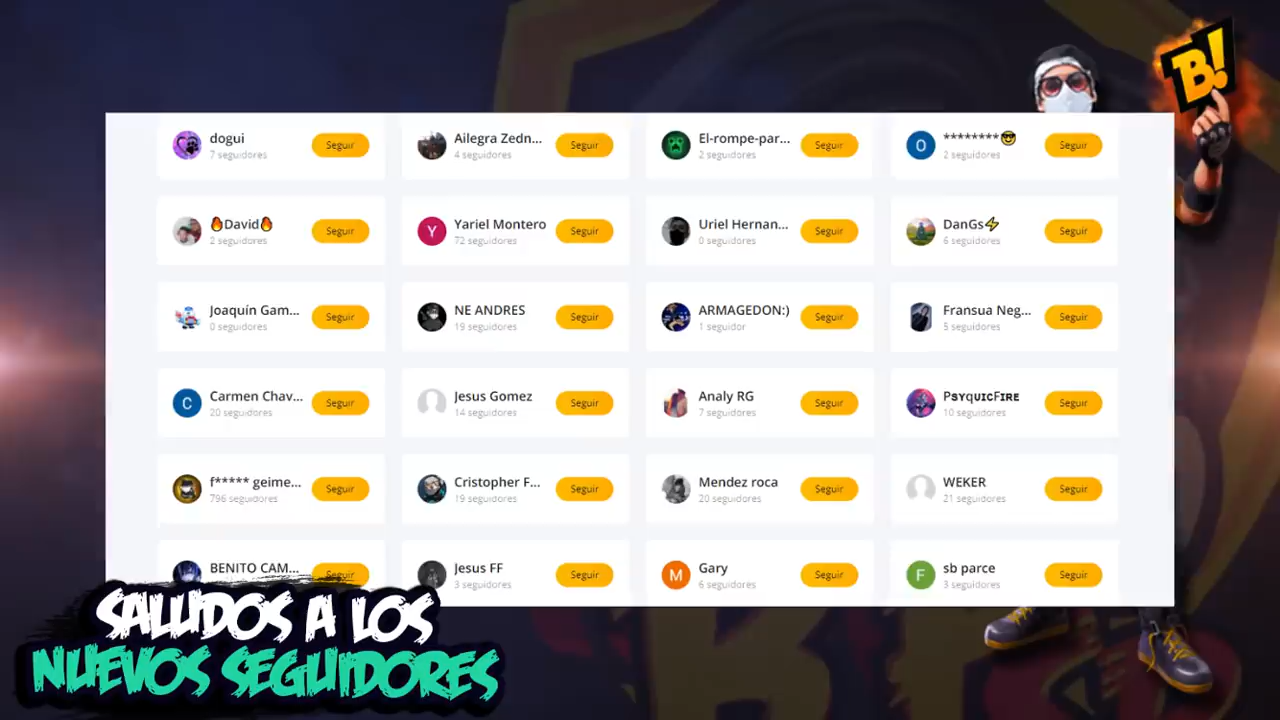 B!
dogui
7 seguidores
Seguir
Ailegra Zedn...
4 seguidores
Seguir
El-rompe-par...
2 seguidores
Seguir
O
********😎
2 seguidores
Seguir
🔥David🔥
2 seguidores
Seguir
Y
Yariel Montero
72 seguidores
Seguir
Uriel Hernan...
0 seguidores
Seguir
DanGs⚡
6 seguidores
Seguir
Joaquín Gam...
0 seguidores
Seguir
NE ANDRES
19 seguidores
Seguir
ARMAGEDON:)
1 seguidor
Seguir
Fransua Neg...
5 seguidores
Seguir
C
Carmen Chav...
20 seguidores
Seguir
Jesus Gomez
14 seguidores
Seguir
Analy RG
7 seguidores
Seguir
PsʏqᴜɪᴄFɪʀᴇ
10 seguidores
Seguir
f***** geime...
796 seguidores
Seguir
Cristopher F...
19 seguidores
Seguir
Mendez roca
20 seguidores
Seguir
WEKER
21 seguidores
Seguir
BENITO CAM...
Seguir
Jesus FF
3 seguidores
Seguir
M
Gary
6 seguidores
Seguir
F
sb parce
3 seguidores
Seguir
SALUDOS A LOS
NUEVOS SEGUIDORES